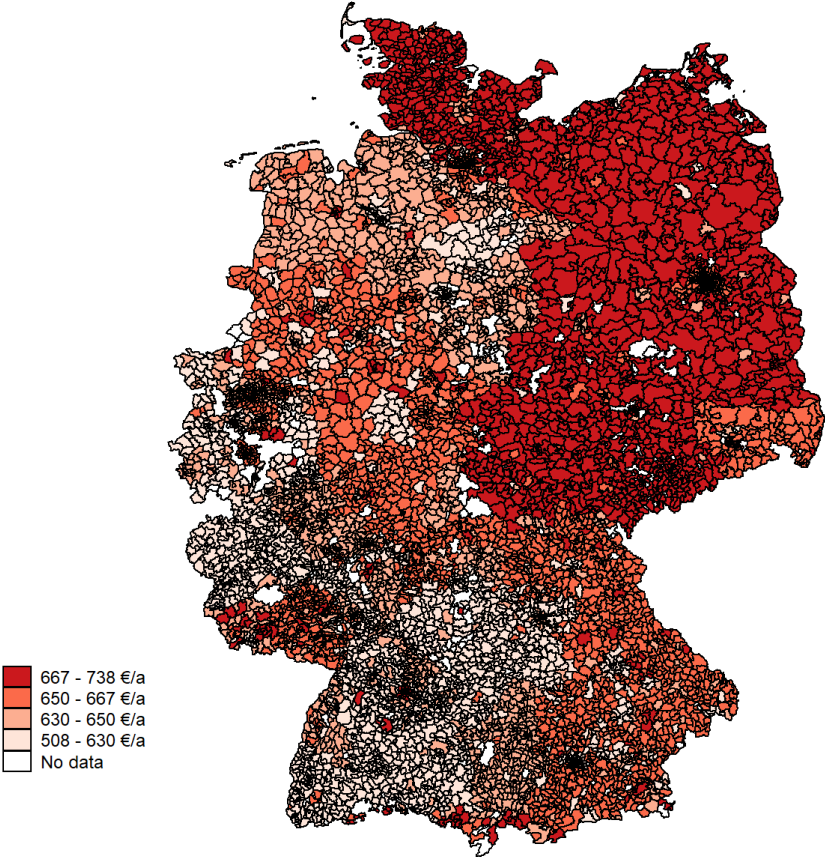 667 - 738 €/a
650 - 667 €/a
630 - 650 €/a
508 - 630 €/a
No data